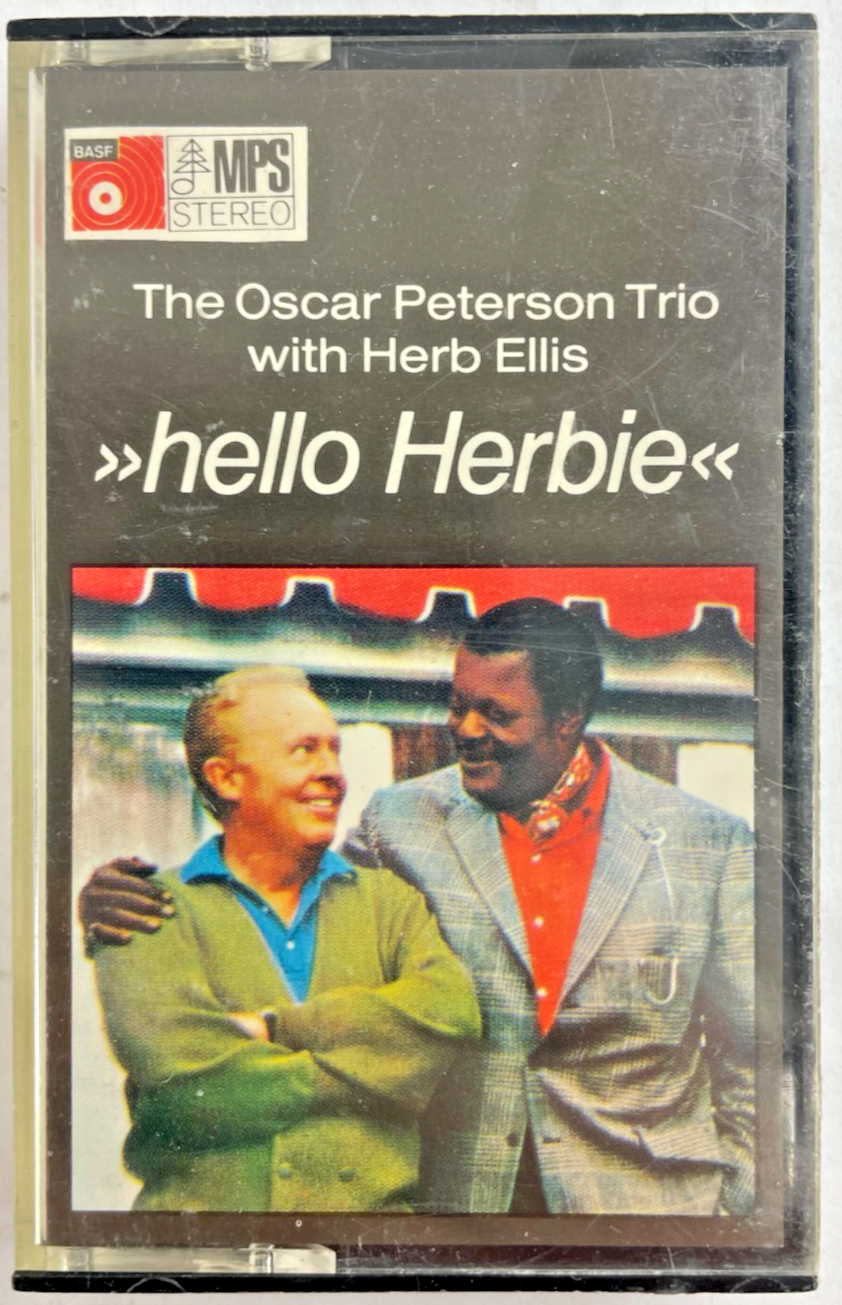 BASF
MPS
STEREO
The Oscar Peterson Trio
with Herb Ellis
»hello Herbie«